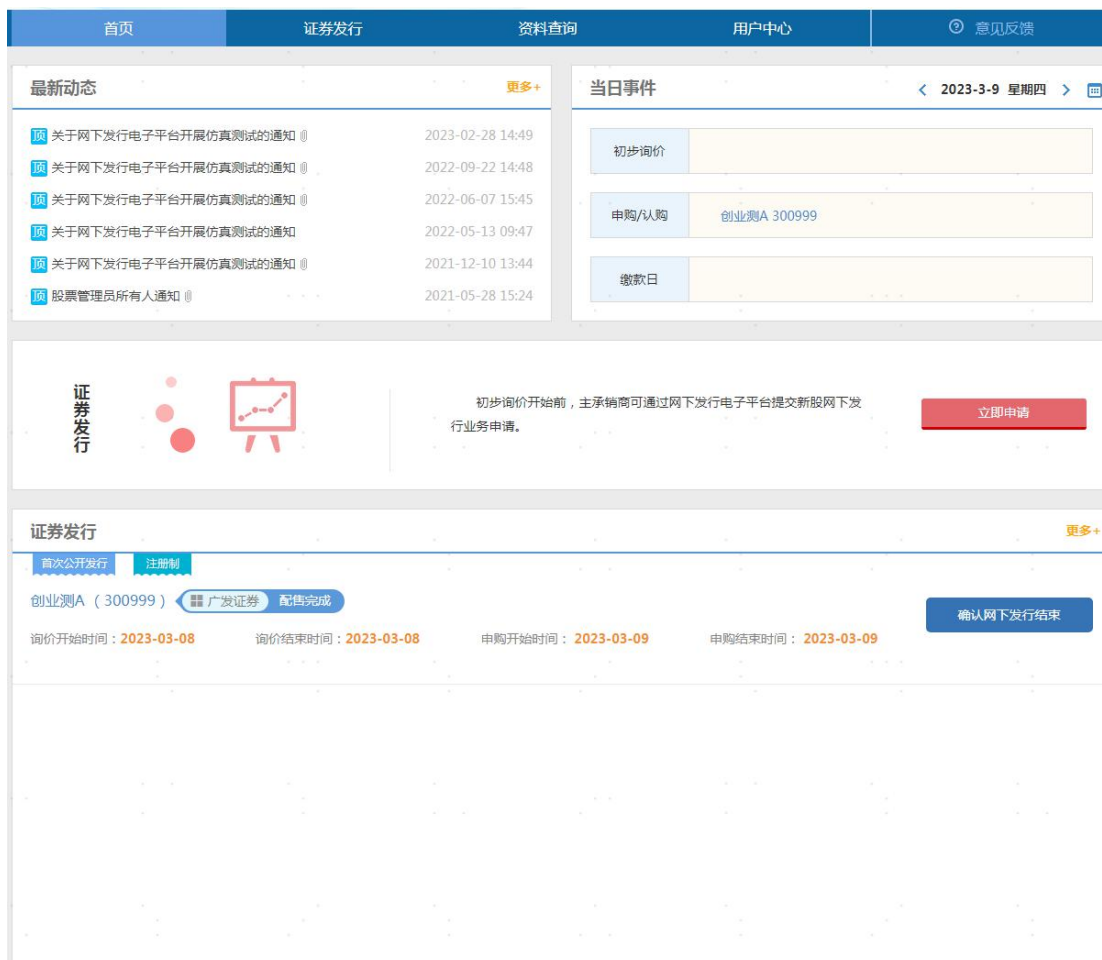 首页 证券发行 资料查询 用户中心 意见反馈
最新动态 更多+
顶 关于网下发行电子平台开展仿真测试的通知 2023-02-28 14:49
顶 关于网下发行电子平台开展仿真测试的通知 2022-09-22 14:48
顶 关于网下发行电子平台开展仿真测试的通知 2022-06-07 15:45
顶 关于网下发行电子平台开展仿真测试的通知 2022-05-13 09:47
顶 关于网下发行电子平台开展仿真测试的通知 2021-12-10 13:44
顶 股票管理员所有人通知 2021-05-28 15:24
当日事件 2023-3-9 星期四
初步询价
申购/认购 创业测A 300999
缴款日
证券发行
初步询价开始前，主承销商可通过网下发行电子平台提交新股网下发
行业务申请。
立即申请
证券发行 更多+
首次公开发行 注册制
创业测A（300999） 广发证券 配售完成
确认网下发行结束
询价开始时间：2023-03-08 询价结束时间：2023-03-08 申购开始时间： 2023-03-09 申购结束时间： 2023-03-09